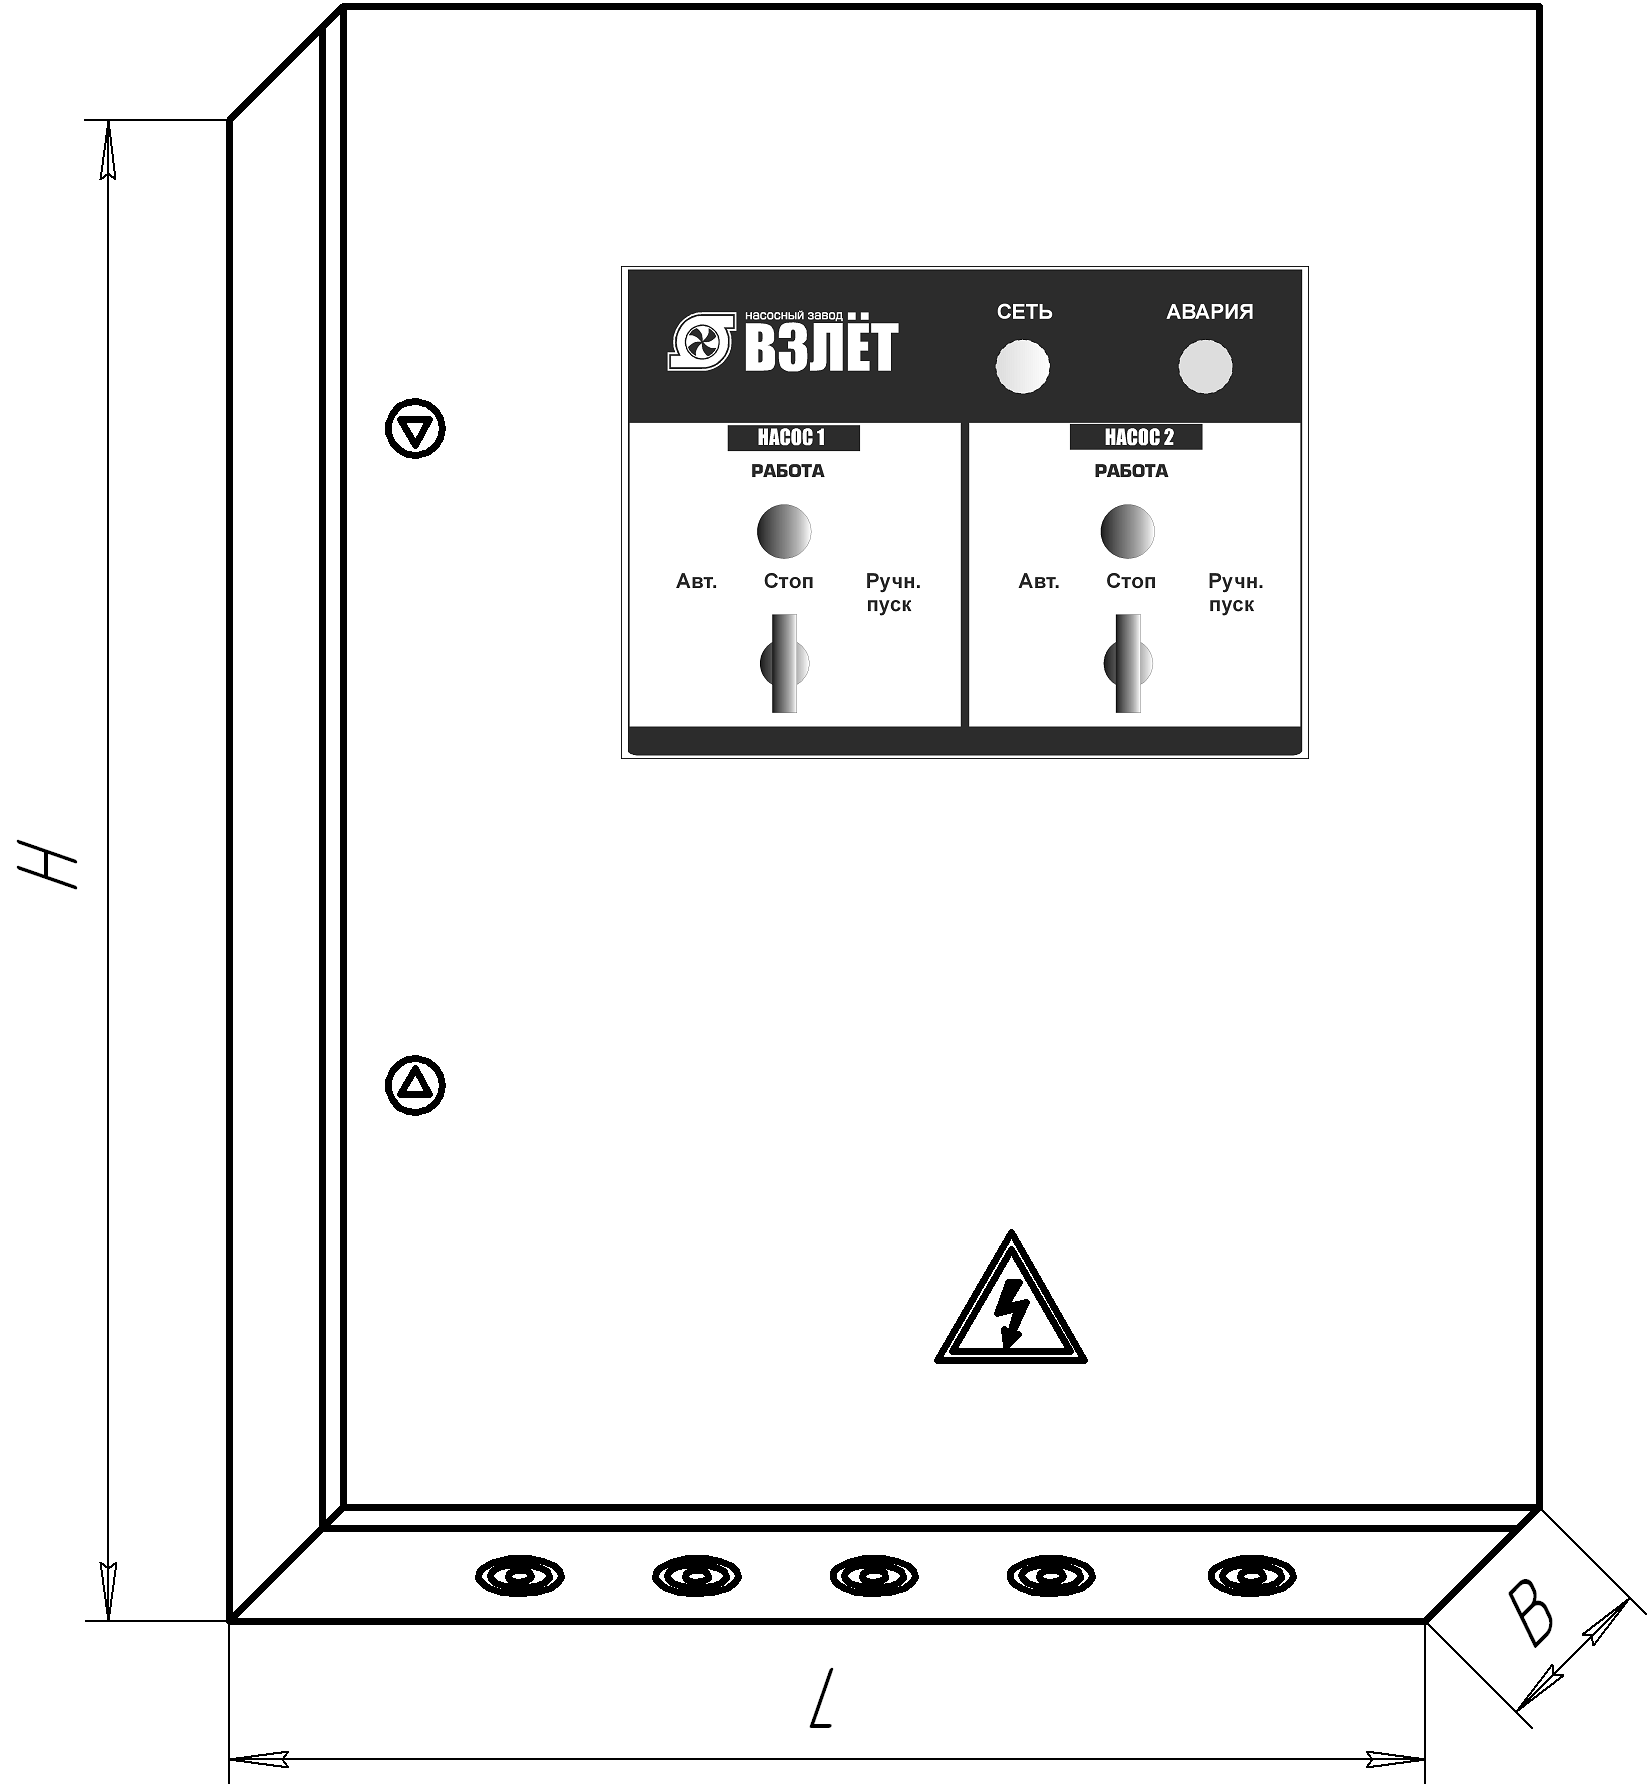 насосный завод
ВЗЛЁТ
СЕТЬ АВАРИЯ
НАСОС 1 НАСОС 2
РАБОТА РАБОТА
Авт. Стоп Ручн. Авт. Стоп Ручн.
пуск пуск
H
B
L